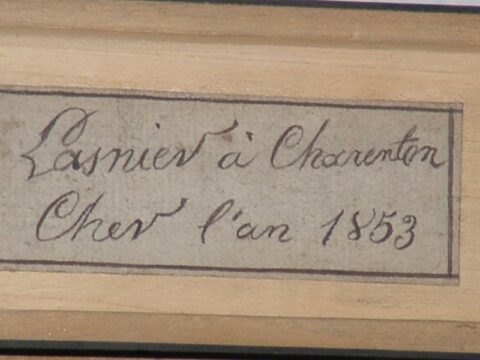 Lasnier à Charenton
Cher l'an 1853